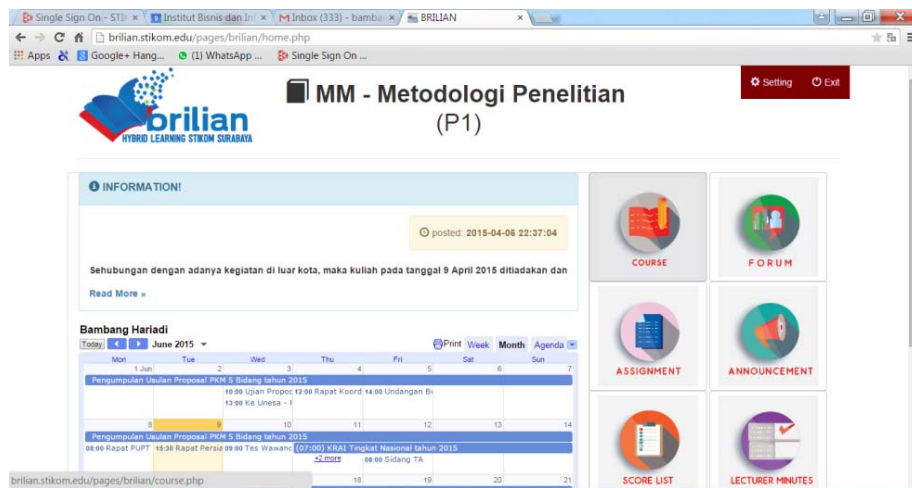 Single Sign On - STIK
Institut Bisnis dan Inf
Inbox (333) - bamba
BRILIAN
brilian.stikom.edu/pages/brilian/home.php
Apps
Google+ Hang...
(1) WhatsApp ...
Single Sign On ...
brilian
HYBRID LEARNING STIKOM SURABAYA
MM - Metodologi Penelitian
(P1)
Setting
Exit
INFORMATION!
posted: 2015-04-06 22:37:04
Sehubungan dengan adanya kegiatan di luar kota, maka kuliah pada tanggal 9 April 2015 ditiadakan dan
Read More »
COURSE
FORUM
Bambang Hariadi
Today June 2015 Print Week Month Agenda
Mon Tue Wed Thu Fri Sat Sun
1 Jun 2 3 4 5 6 7
Pengumpulan Usulan Proposal PKM 5 Bidang tahun 2015
10:00 Ujian Propor 12:00 Rapat Koord 14:00 Undangan
13:00 Ke Unesa -
8 9 10 11 12 13 14
Pengumpulan Usulan Proposal PKM 5 Bidang tahun 2015
08:00 Rapat PUPT 15:30 Rapat Persia 09:00 Tes Wawanc (07:00) KRAI Tingkat Nasional tahun 2015
+2 more 08:00 Sidang TA
18 19 20 21
ASSIGNMENT
ANNOUNCEMENT
SCORE LIST
LECTURER MINUTES
brilian.stikom.edu/pages/brilian/course.php